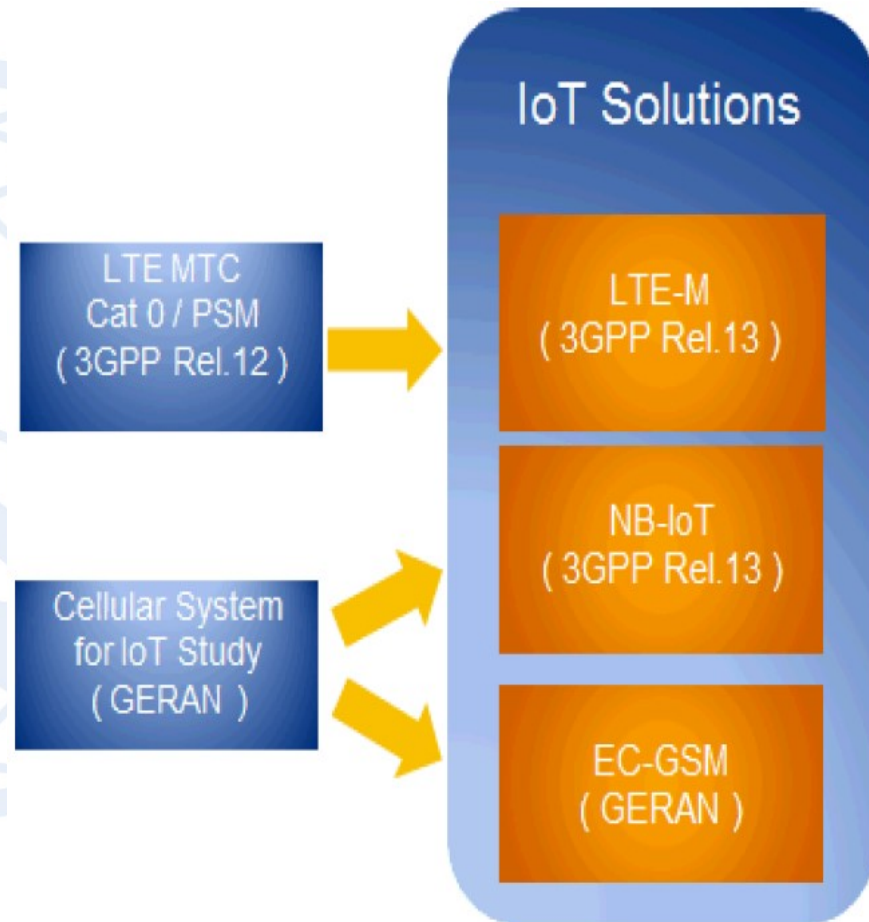 IoT Solutions
LTE MTC
Cat 0 / PSM
( 3GPP Rel.12 )
LTE-M
( 3GPP Rel.13 )
NB-IoT
( 3GPP Rel.13 )
Cellular System
for IoT Study
( GERAN )
EC-GSM
( GERAN )